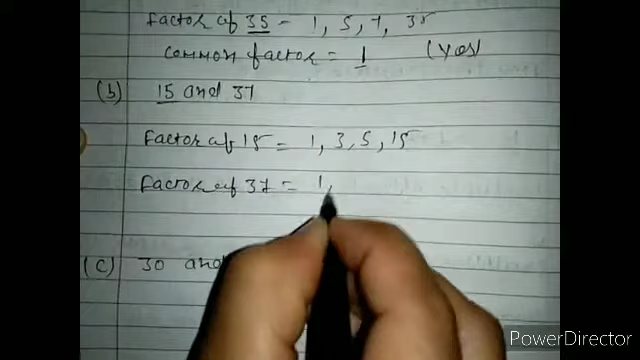 Factor of 35 = 1, 5, 7, 35
Common factor = 1 (Yes)
(b) 15 and 37
Factor of 15 = 1, 3, 5, 15
Factor of 37 = 1,
(c) 30 and
PowerDirector